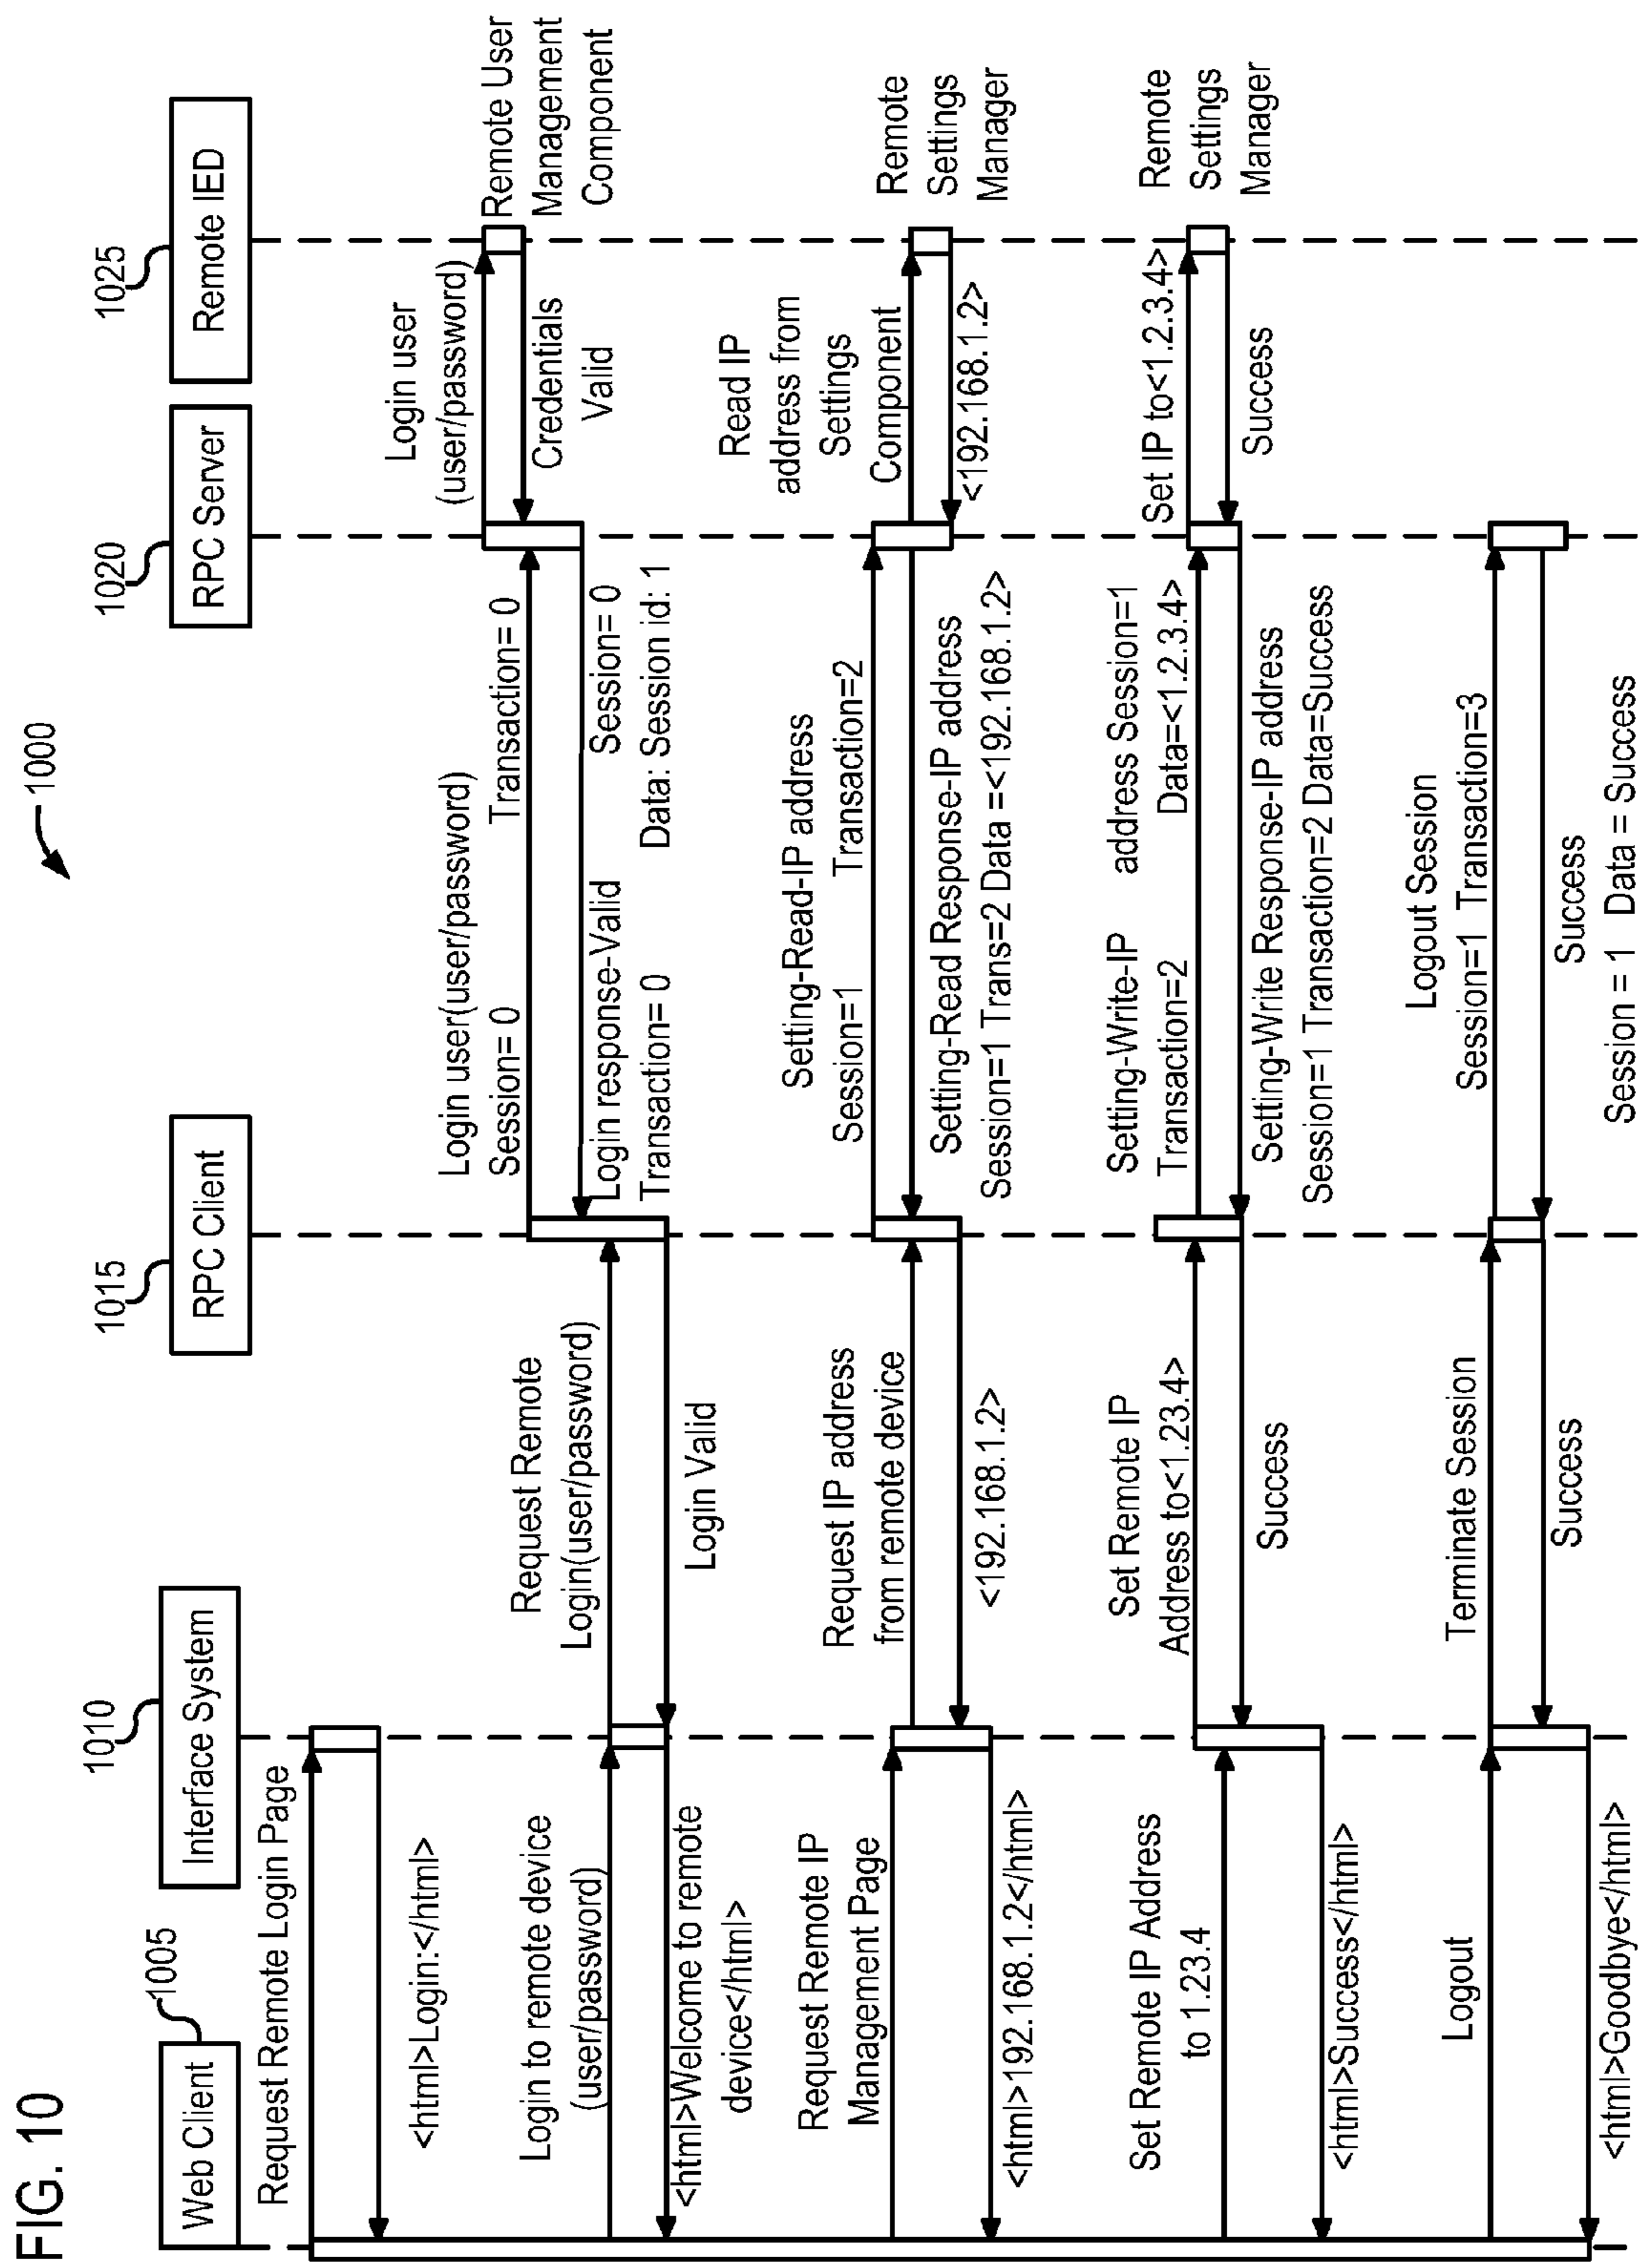 FIG. 10
1000
1005
1010
1015
1020
1025
Web Client
Interface System
RPC Client
RPC Server
Remote IED
Request Remote Login Page
<html>Login:</html>
Login to remote device
(user/password)
<html>Welcome to remote
device</html>
Request Remote
Login(user/password)
Login Valid
Login user(user/password)
Session= 0 Transaction= 0
Login response-Valid Session= 0
Transaction= 0 Data: Session id: 1
Login user
(user/password)
Credentials
Valid
Remote User
Management
Component
Request Remote IP
Management Page
<html>192.168.1.2</html>
Request IP address
from remote device
<192.168.1.2>
Setting-Read-IP address
Session=1 Transaction=2
Setting-Read Response-IP address
Session=1 Trans=2 Data =<192.168.1.2>
Read IP
address from
Settings
Component
<192.168.1.2>
Remote
Settings
Manager
Set Remote IP Address
to 1.23.4
<html>Success</html>
Set Remote IP
Address to<1.23.4>
Success
Setting-Write-IP address Session=1
Transaction=2 Data=<1.2.3.4>
Setting-Write Response-IP address
Session=1 Transaction=2 Data=Success
Set IP to<1.2.3.4>
Success
Remote
Settings
Manager
Logout
<html>Goodbye</html>
Terminate Session
Success
Logout Session
Session=1 Transaction=3
Success
Session = 1 Data = Success